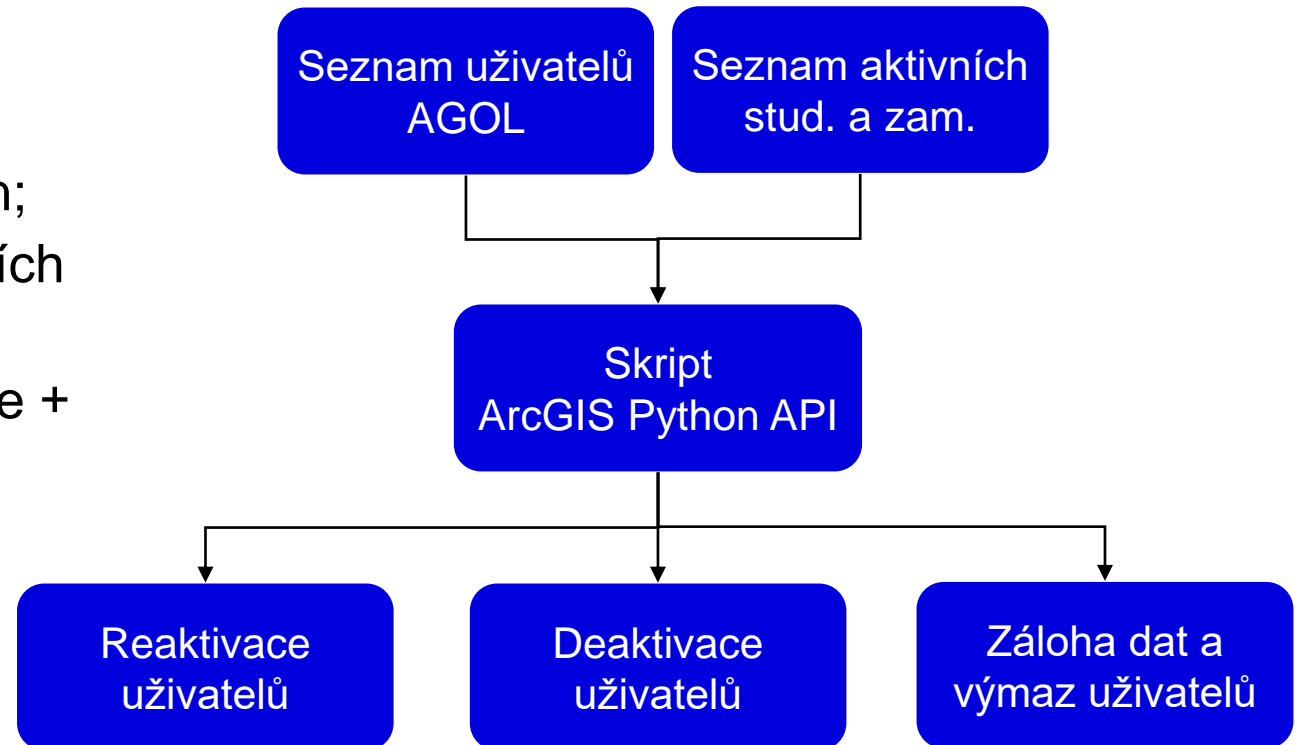 Seznam uživatelů
AGOL
Seznam aktivních
stud. a zam.
ích
e +
Skript
ArcGIS Python API
Reaktivace
uživatelů
Deaktivace
uživatelů
Záloha dat a
výmaz uživatelů